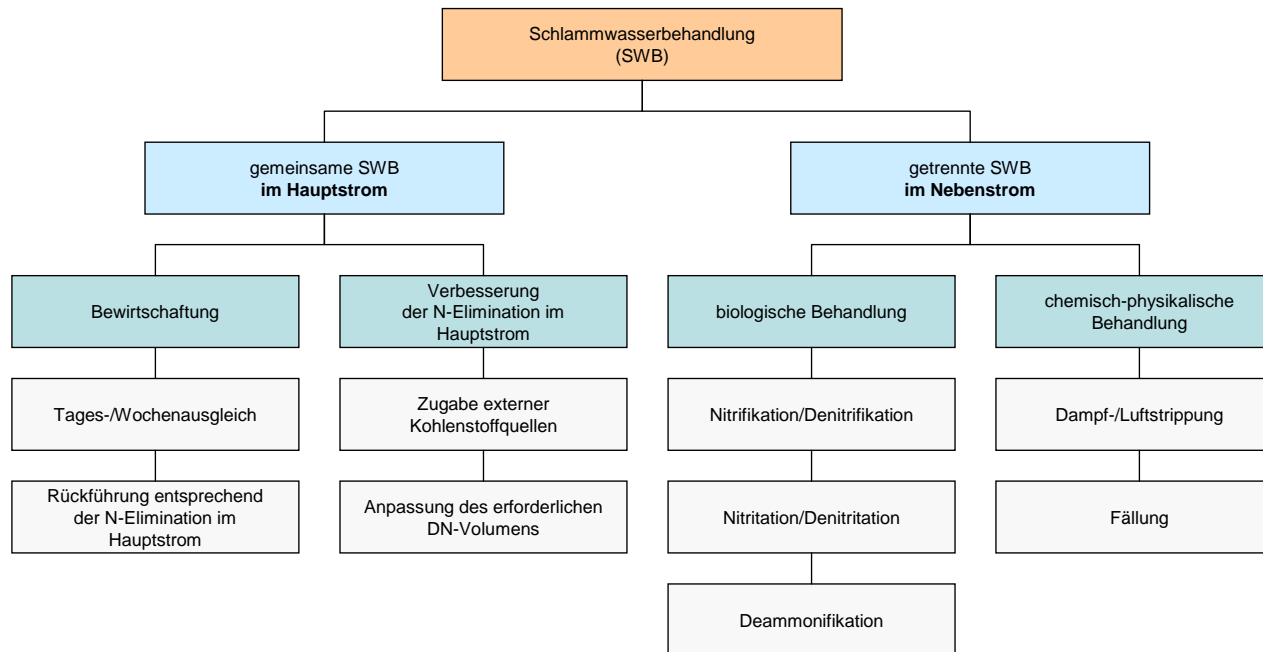 Schlammwasserbehandlung
(SWB)
gemeinsame SWB
im Hauptstrom
getrennte SWB
im Nebenstrom
Bewirtschaftung
Verbesserung
der N-Elimination im
Hauptstrom
biologische Behandlung
chemisch-physikalische
Behandlung
Tages-/Wochenausgleich
Zugabe externer
Kohlenstoffquellen
Nitrifikation/Denitrifikation
Dampf-/Luftstrippung
Rückführung entsprechend
der N-Elimination im
Hauptstrom
Anpassung des erforderlichen
DN-Volumens
Nitritation/Denitritation
Fällung
Deammonifikation